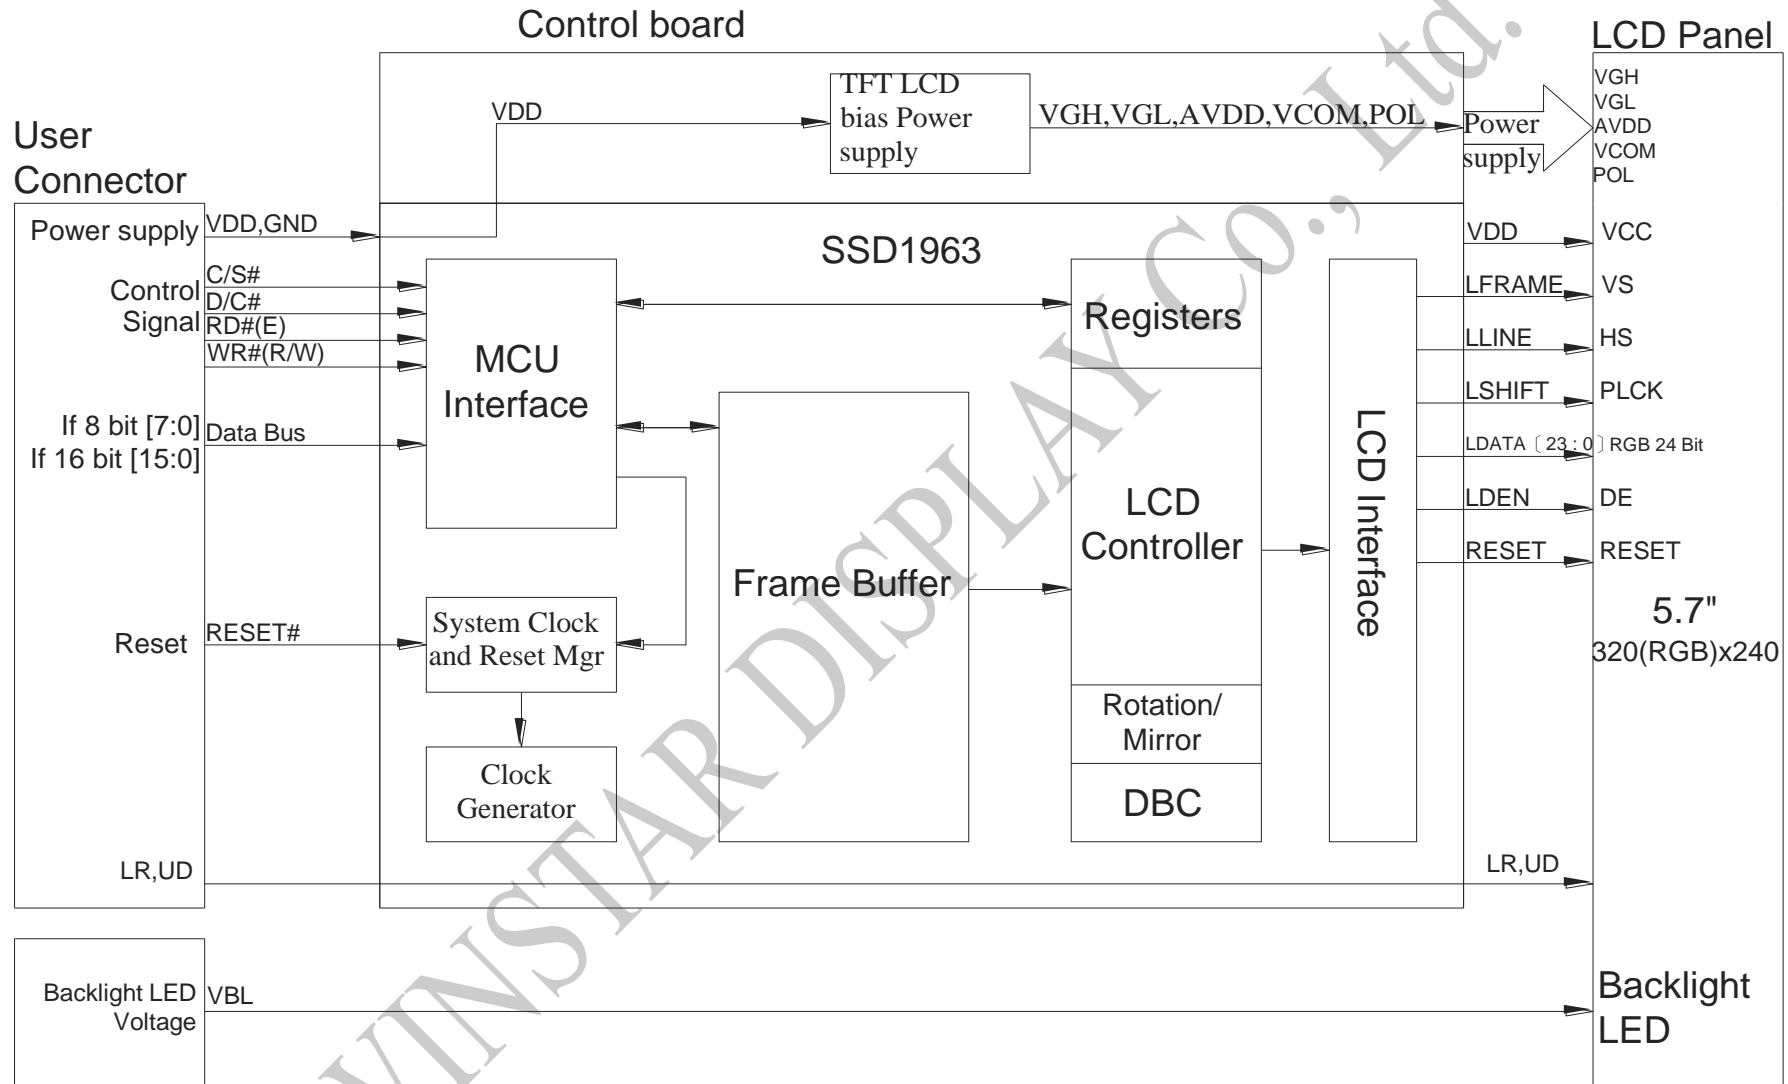 Control board
LCD Panel
User
Connector
TFT LCD
bias Power
supply
VDD
VGH,VGL,AVDD,VCOM,POL
Power
supply
VGH
VGL
AVDD
VCOM
POL
Power supply
VDD,GND
SSD1963
VDD
VCC
Control
Signal
C/S#
D/C#
RD#(E)
WR#(R/W)
MCU
Interface
Registers
LFRAME
VS
LLINE
HS
LSHIFT
PLCK
LDATA〔23:0〕RGB 24 Bit
LDEN
DE
RESET
RESET
If 8 bit [7:0]
If 16 bit [15:0]
Data Bus
Frame Buffer
LCD
Controller
LCD Interface
5.7"
320(RGB)x240
Reset
RESET#
System Clock
and Reset Mgr
Clock
Generator
Rotation/
Mirror
DBC
LR,UD
LR,UD
Backlight LED
Voltage
VBL
Backlight
LED
VINSTAR DISPLAY Co., Ltd.